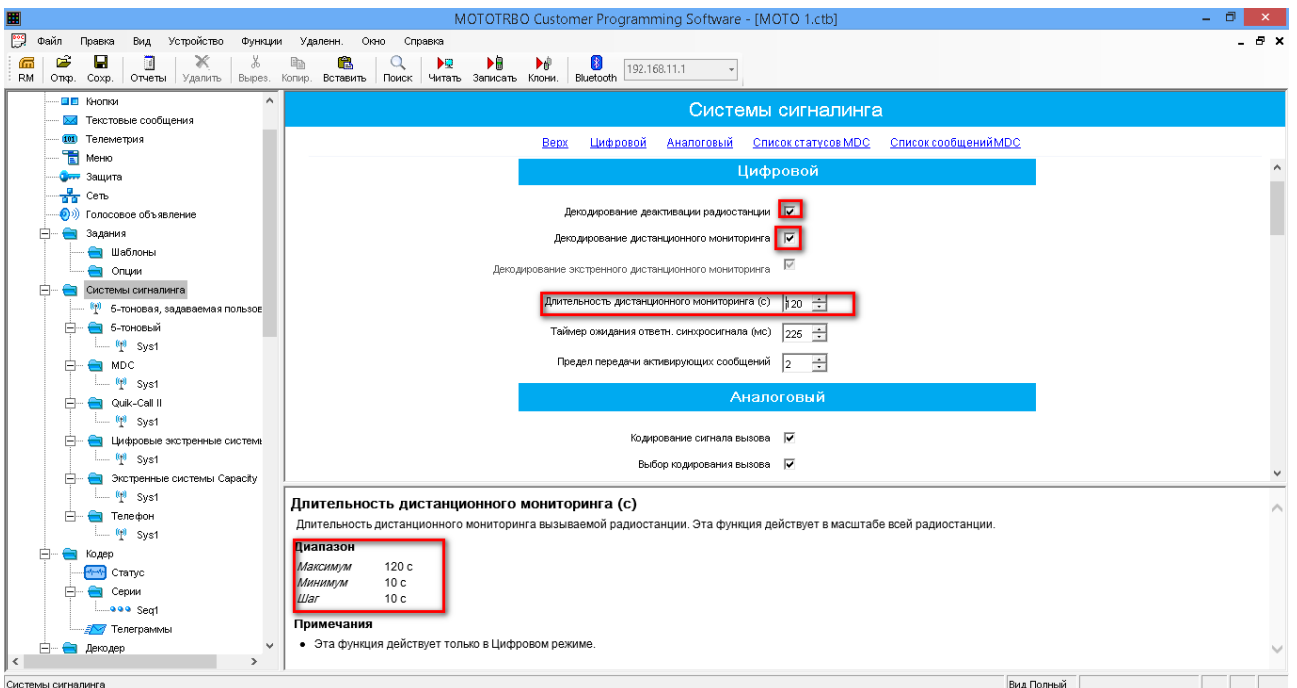 MOTOTRBO Customer Programming Software - [MOTO 1.ctb]
Файл Правка Вид Устройство Функции Удаленн. Окно Справка
RM Откр. Сохр. Отчеты Удалить Вырез. Копир. Вставить Поиск Читать Записать Клони. Bluetooth 192.168.11.1
Кнопки
Текстовые сообщения
Телеметрия
Меню
Защита
Сеть
Голосовое объявление
Задания
Шаблоны
Опции
Системы сигналинга
5-тоновая, задаваемая пользов
5-тоновый
Sys1
MDC
Sys1
Quik-Call II
Sys1
Цифровые экстренные системы
Sys1
Экстренные системы Capacity
Sys1
Телефон
Sys1
Кодер
Статус
Серии
Seq1
Телеграммы
Декодер
Системы сигналинга
Верх Цифровой Аналоговый Список статусов MDC Список сообщенийMDC
Цифровой
Декодирование деактивации радиостанции
Декодирование дистанционного мониторинга
Декодирование экстренного дистанционного мониторинга
Длительность дистанционного мониторинга (с) 120
Таймер ожидания ответн. синхросигнала (мс) 225
Предел передачи активирующих сообщений 2
Аналоговый
Кодирование сигнала вызова
Выбор кодирования вызова
Длительность дистанционного мониторинга (с)
Длительность дистанционного мониторинга вызываемой радиостанции. Эта функция действует в масштабе всей радиостанции.
Диапазон
Максимум 120 с
Минимум 10 с
Шаг 10 с
Примечания
• Эта функция действует только в Цифровом режиме.
Системы сигналинга Вид Полный